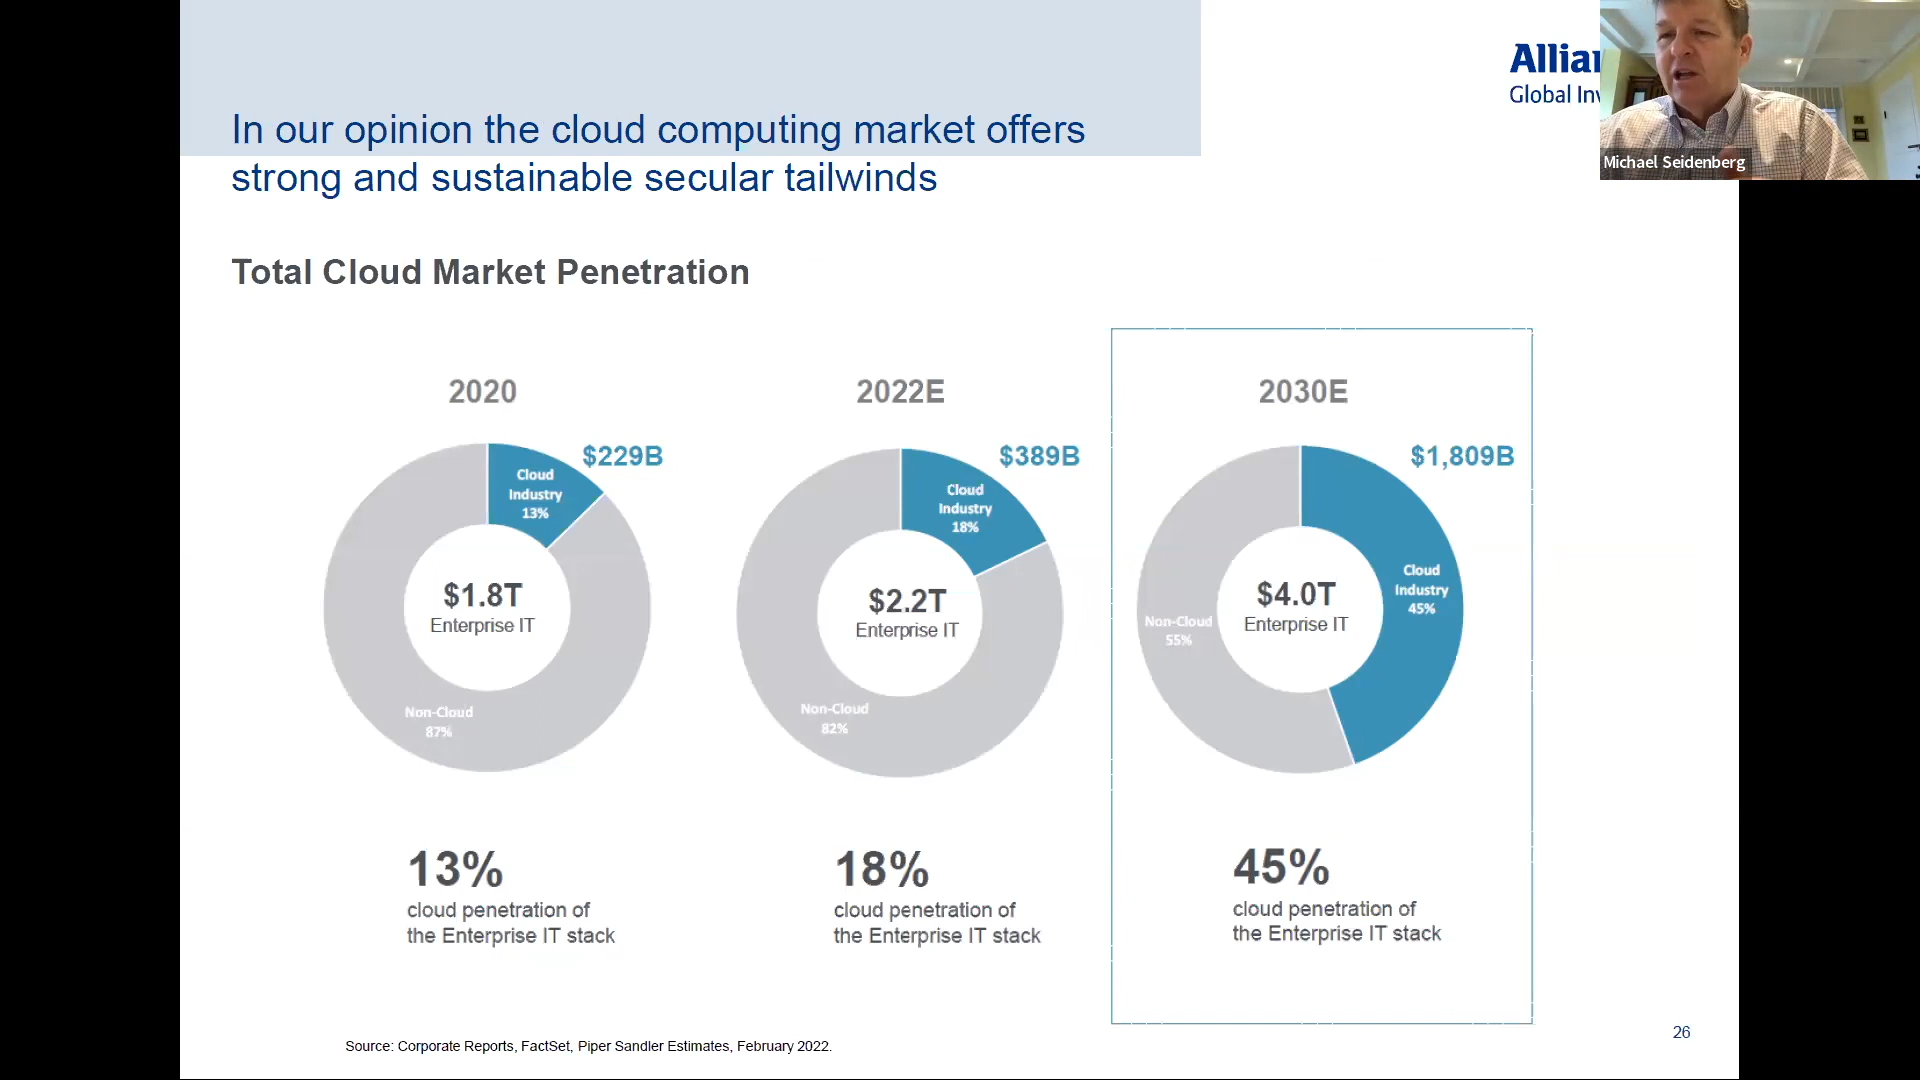 In our opinion the cloud computing market offers
strong and sustainable secular tailwinds
Allia
Global Inv
Michael Seidenberg
Total Cloud Market Penetration
2020
$229B
Cloud
Industry
13%
$1.8T
Enterprise IT
Non-Cloud
87%
13%
cloud penetration of
the Enterprise IT stack
2022E
$389B
Cloud
Industry
18%
$2.2T
Enterprise IT
Non-Cloud
82%
18%
cloud penetration of
the Enterprise IT stack
2030E
$1,809B
Cloud
Industry
45%
$4.0T
Enterprise IT
Non-Cloud
55%
45%
cloud penetration of
the Enterprise IT stack
Source: Corporate Reports, FactSet, Piper Sandler Estimates, February 2022.
26